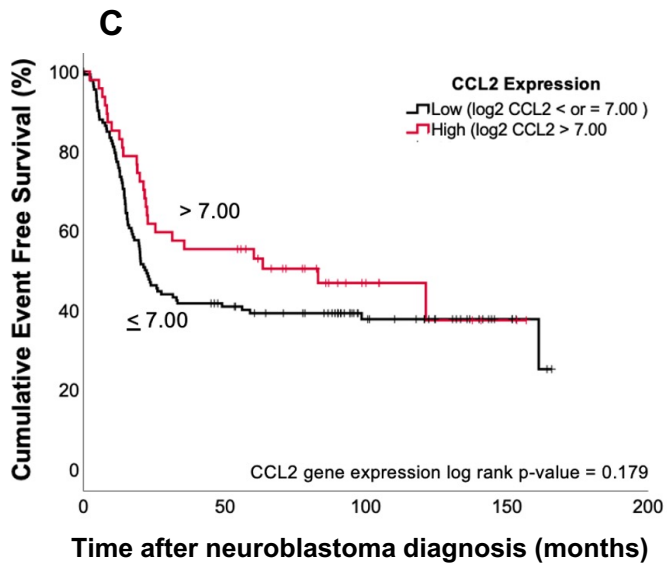 C
Cumulative Event Free Survival (%)
100
80
60
40
20
0
CCL2 Expression
Low (log2 CCL2 < or = 7.00 )
High (log2 CCL2 > 7.00
> 7.00
≤ 7.00
CCL2 gene expression log rank p-value = 0.179
0 50 100 150 200
Time after neuroblastoma diagnosis (months)